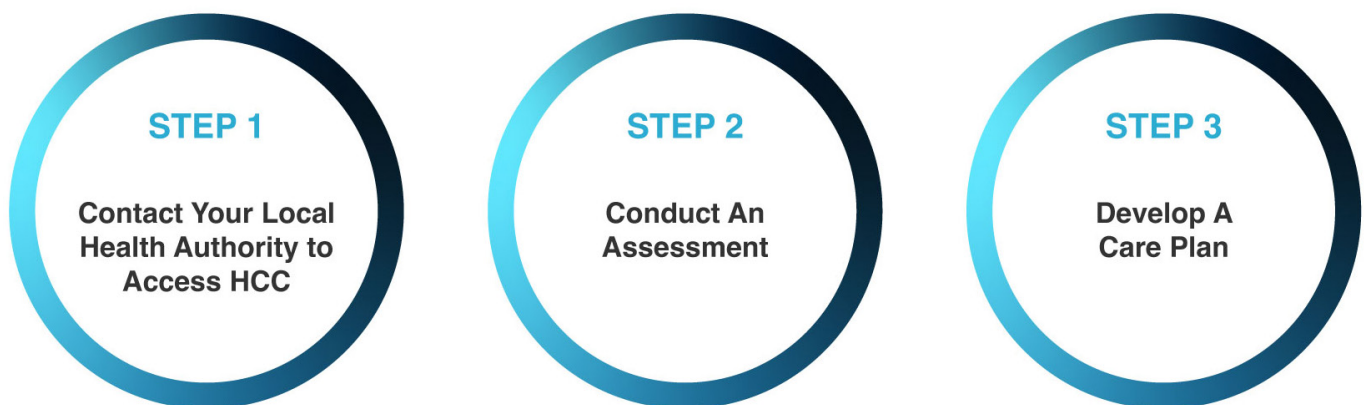 STEP 1
Contact Your Local
Health Authority to
Access HCC
STEP 2
Conduct An
Assessment
STEP 3
Develop A
Care Plan